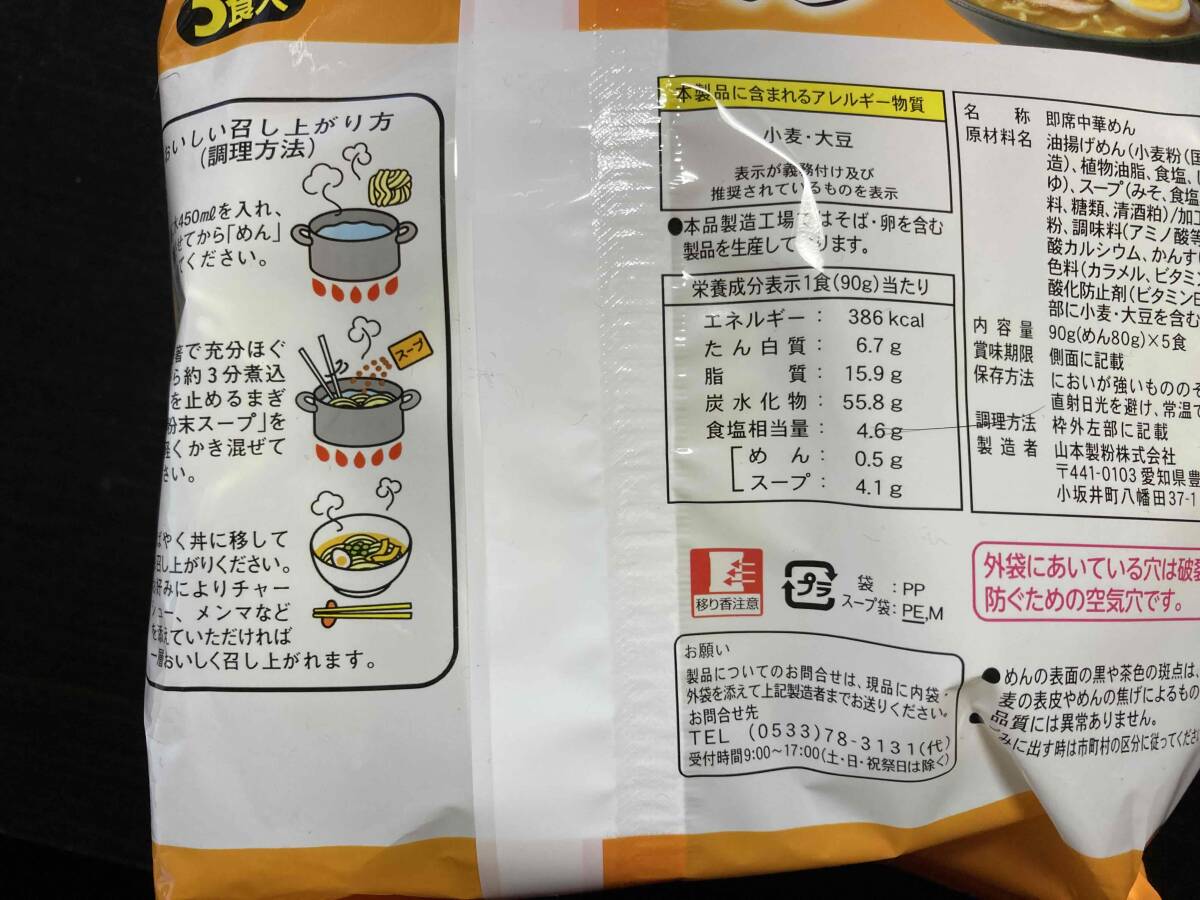 5食入
おいしい召し上がり方
(調理方法)
水450mlを入れ、
せてから「めん」
てください。
箸で充分ほぐ
ら約3分煮込
を止めるまぎ
粉末スープ」を
軽くかき混ぜて
さい。
スープ
ばやく丼に移して
召し上がりください。
お好みによりチャー
シュー、メンマなど
を添えていただければ
一層おいしく召し上がれます。
本製品に含まれるアレルギー物質
小麦・大豆
表示が義務付け及び
推奨されているものを表示
●本品製造工場ではそば・卵を含む
製品を生産しております。
栄養成分表示1食(90g)当たり
エネルギー: 386 kcal
たん白質: 6.7 g
脂質: 15.9 g
炭水化物: 55.8 g
食塩相当量: 4.6 g
めん: 0.5 g
スープ: 4.1 g
移り香注意
プラ
袋:PP
スープ袋:PE,M
お願い
製品についてのお問合せは、現品に内袋・
外袋を添えて上記製造者までお送りください。
お問合せ先
TEL (0533)78-3131(代)
受付時間9:00~17:00(土・日・祝祭日は除く)
名称 即席中華めん
原材料名 油揚げめん(小麦粉(国
造)、植物油脂、食塩、し
ゆ)、スープ(みそ、食塩
料、糖類、清酒粕)/加工
粉、調味料(アミノ酸等
酸カルシウム、かんすい
色料(カラメル、ビタミン
酸化防止剤(ビタミンE
部に小麦・大豆を含む
内容量 90g(めん80g)×5食
賞味期限 側面に記載
保存方法 においが強いもののそ
直射日光を避け、常温で
調理方法 枠外左部に記載
製造者 山本製粉株式会社
〒441-0103 愛知県豊
小坂井町八幡田37-1
外袋にあいている穴は破裂
防ぐための空気穴です。
●めんの表面の黒や茶色の斑点は、
麦の表皮やめんの焦げによるもの
品質には異常ありません。
●ごみに出す時は市町村の区分に従ってくださ